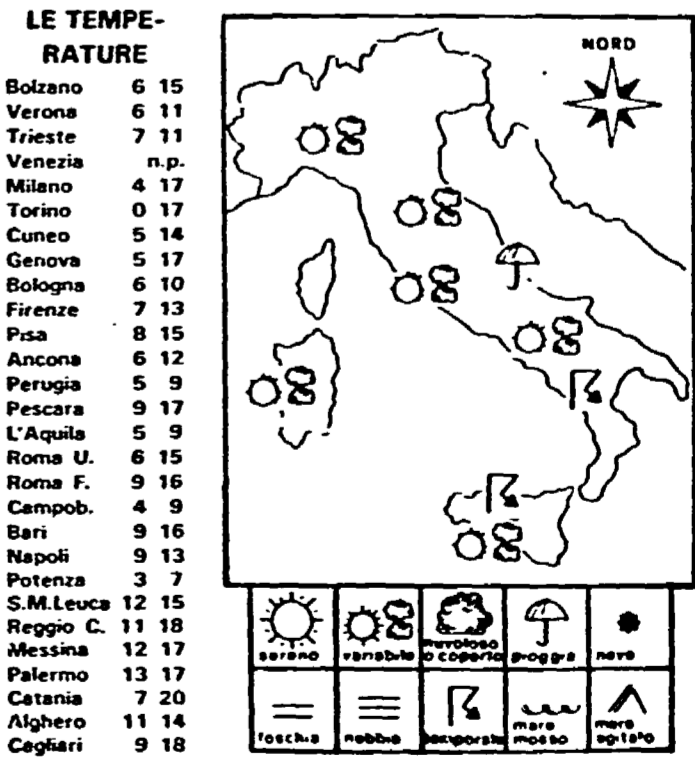 LE TEMPE-
RATURE
Bolzano 6 15
Verona 6 11
Trieste 7 11
Venezia n.p.
Milano 4 17
Torino 0 17
Cuneo 5 14
Genova 5 17
Bologna 6 10
Firenze 7 13
Pisa 8 15
Ancona 6 12
Perugia 5 9
Pescara 9 17
L'Aquila 5 9
Roma U. 6 15
Roma F. 9 16
Campob. 4 9
Bari 9 16
Napoli 9 13
Potenza 3 7
S.M.Leuca 12 15
Reggio C. 11 18
Messina 12 17
Palermo 13 17
Catania 7 20
Alghero 11 14
Cagliari 9 18
NORD
sereno
variabile
nuvoloso
o coperto
pioggia
neve
foschia
nebbia
temporale
mare
mosso
mare
agitato